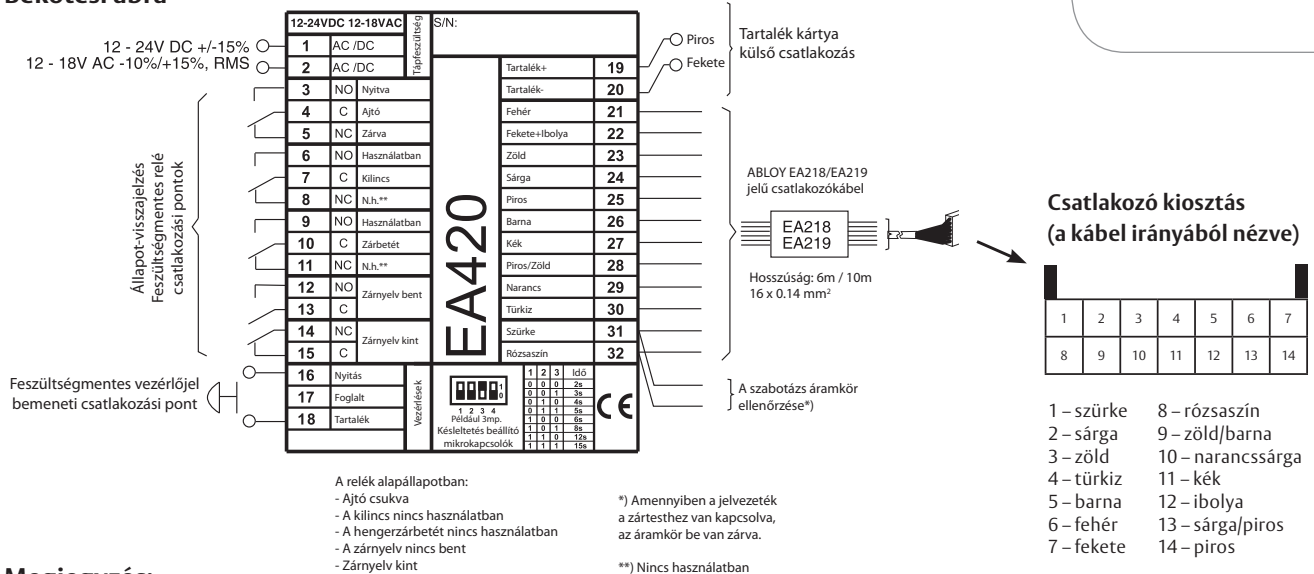 12-24VDC 12-18VAC
Tápfeszültség
S/N:
12 - 24V DC +/-15%
12 - 18V AC -10%/+15%, RMS
1 AC /DC
2 AC /DC
3 NO Nyitva
4 C Ajtó
5 NC Zárva
6 NO Használatban
7 C Kilincs
8 NC N.h.**
9 NO Használatban
10 C Zárbetét
11 NC N.h.**
12 NO Zárnyelv bent
13 C
14 NC Zárnyelv kint
15 C
16 Nyitás
17 Foglalt
18 Tartalék
Vezérlések
Állapot-visszajelzés
Feszültségmentes relé
csatlakozási pontok
Feszültségmentes vezérlőjel
bemeneti csatlakozási pont
EA420
Tartalék+ 19
Tartalék- 20
Fehér 21
Fekete+Ibolya 22
Zöld 23
Sárga 24
Piros 25
Barna 26
Kék 27
Piros/Zöld 28
Narancs 29
Türkiz 30
Szürke 31
Rózsaszín 32
1
0
1 2 3 4
Például 3mp.
Késleltetés beállító
mikrokapcsolók
1 2 3 Idő
0 0 0 2s
0 0 1 3s
0 1 0 4s
0 1 1 5s
1 0 0 6s
1 0 1 8s
1 1 0 12s
1 1 1 15s
CE
Piros
Fekete
Tartalék kártya
külső csatlakozás
ABLOY EA218/EA219
jelű csatlakozókábel
EA218
EA219
Hosszúság: 6m / 10m
16 x 0.14 mm²
A szabotázs áramkör
ellenőrzése*)
Csatlakozó kiosztás
(a kábel irányából nézve)
1 2 3 4 5 6 7
8 9 10 11 12 13 14
1 – szürke 8 – rózsaszín
2 – sárga 9 – zöld/barna
3 – zöld 10 – narancssárga
4 – türkiz 11 – kék
5 – barna 12 – ibolya
6 – fehér 13 – sárga/piros
7 – fekete 14 – piros
A relék alapállapotban:
- Ajtó csukva
- A kilincs nincs használatban
- A hengerzárbetét nincs használatban
- A zárnyelv nincs bent
- Zárnyelv kint
*) Amennyiben a jelvezeték
a zártesthez van kapcsolva,
az áramkör be van zárva.
**) Nincs használatban